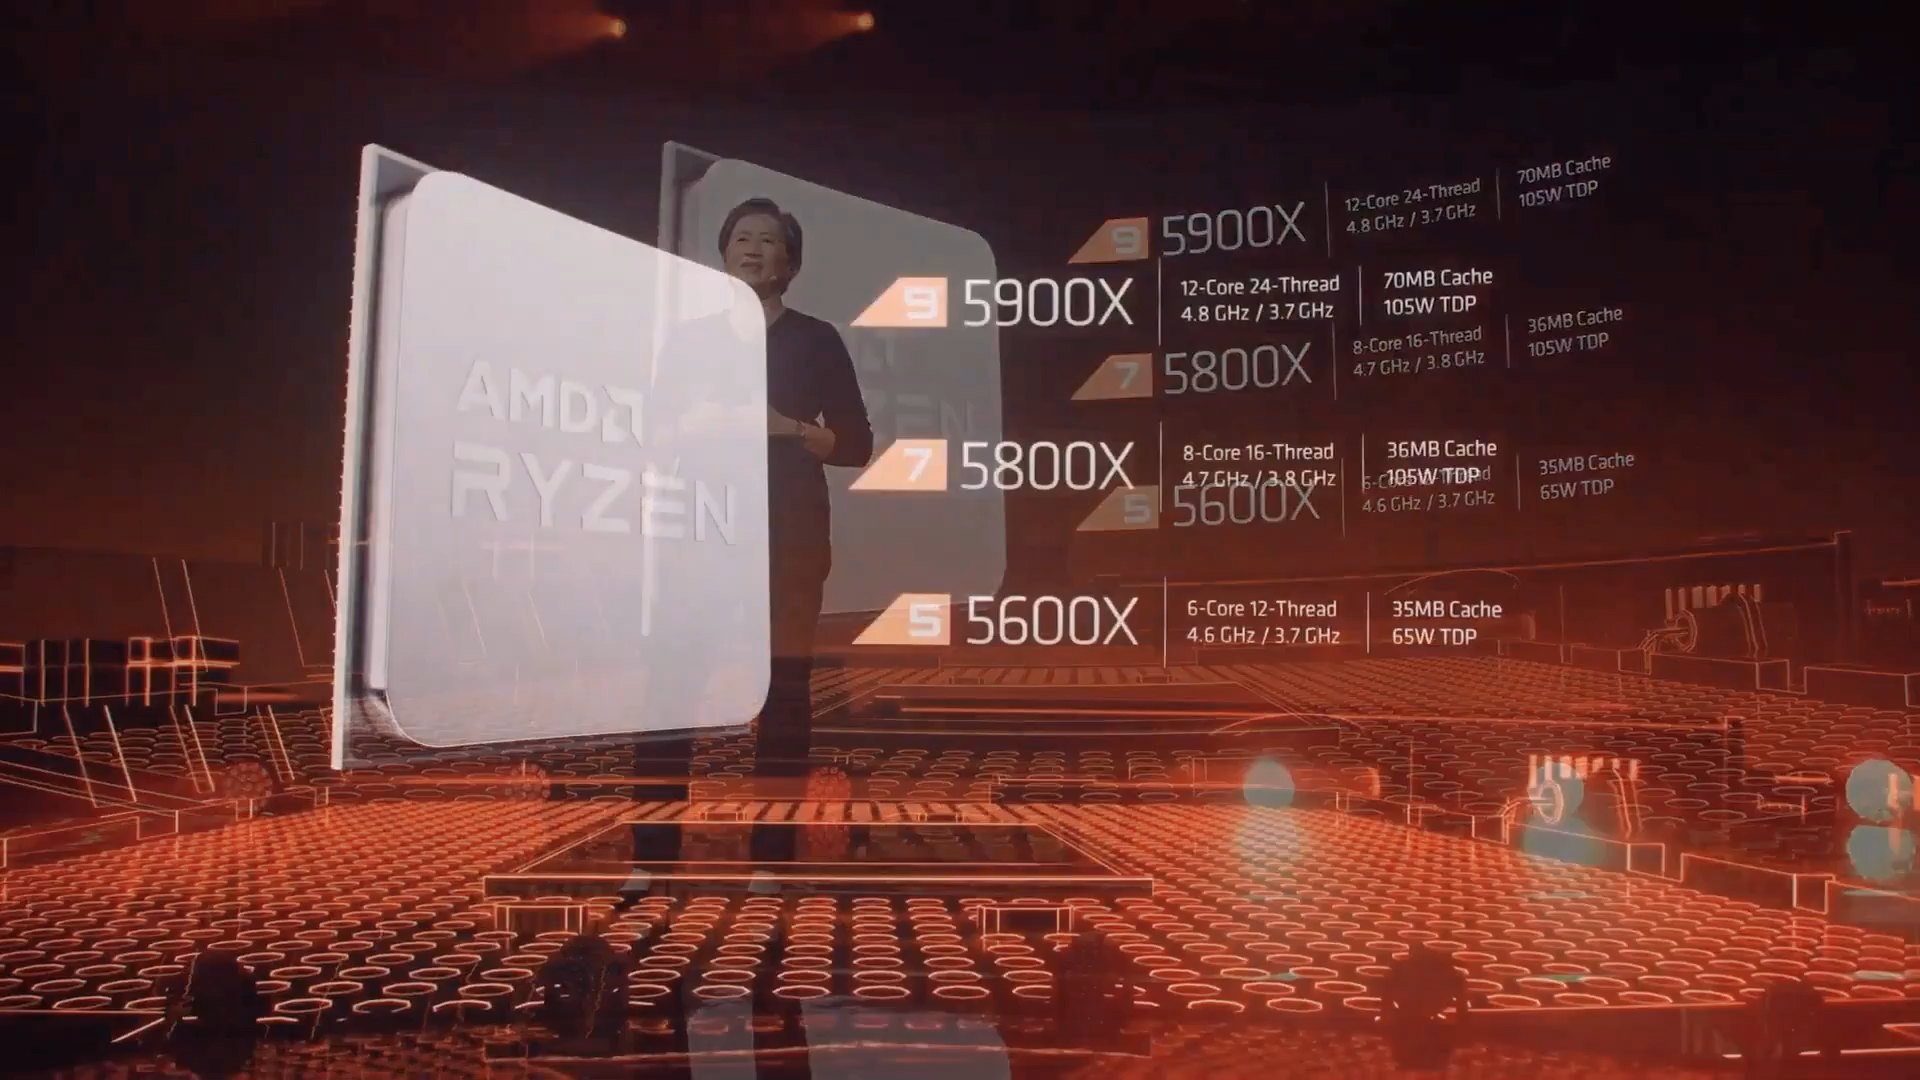 AMD
RYZEN
9 5900X
12-Core 24-Thread
4.8 GHz / 3.7 GHz
70MB Cache
105W TDP
7 5800X
8-Core 16-Thread
4.7 GHz / 3.8 GHz
36MB Cache
105W TDP
5 5600X
6-Core 12-Thread
4.6 GHz / 3.7 GHz
35MB Cache
65W TDP
9 5900X
12-Core 24-Thread
4.8 GHz / 3.7 GHz
70MB Cache
105W TDP
7 5800X
8-Core 16-Thread
4.7 GHz / 3.8 GHz
36MB Cache
105W TDP
5 5600X
4.6 GHz / 3.7 GHz
35MB Cache
65W TDP